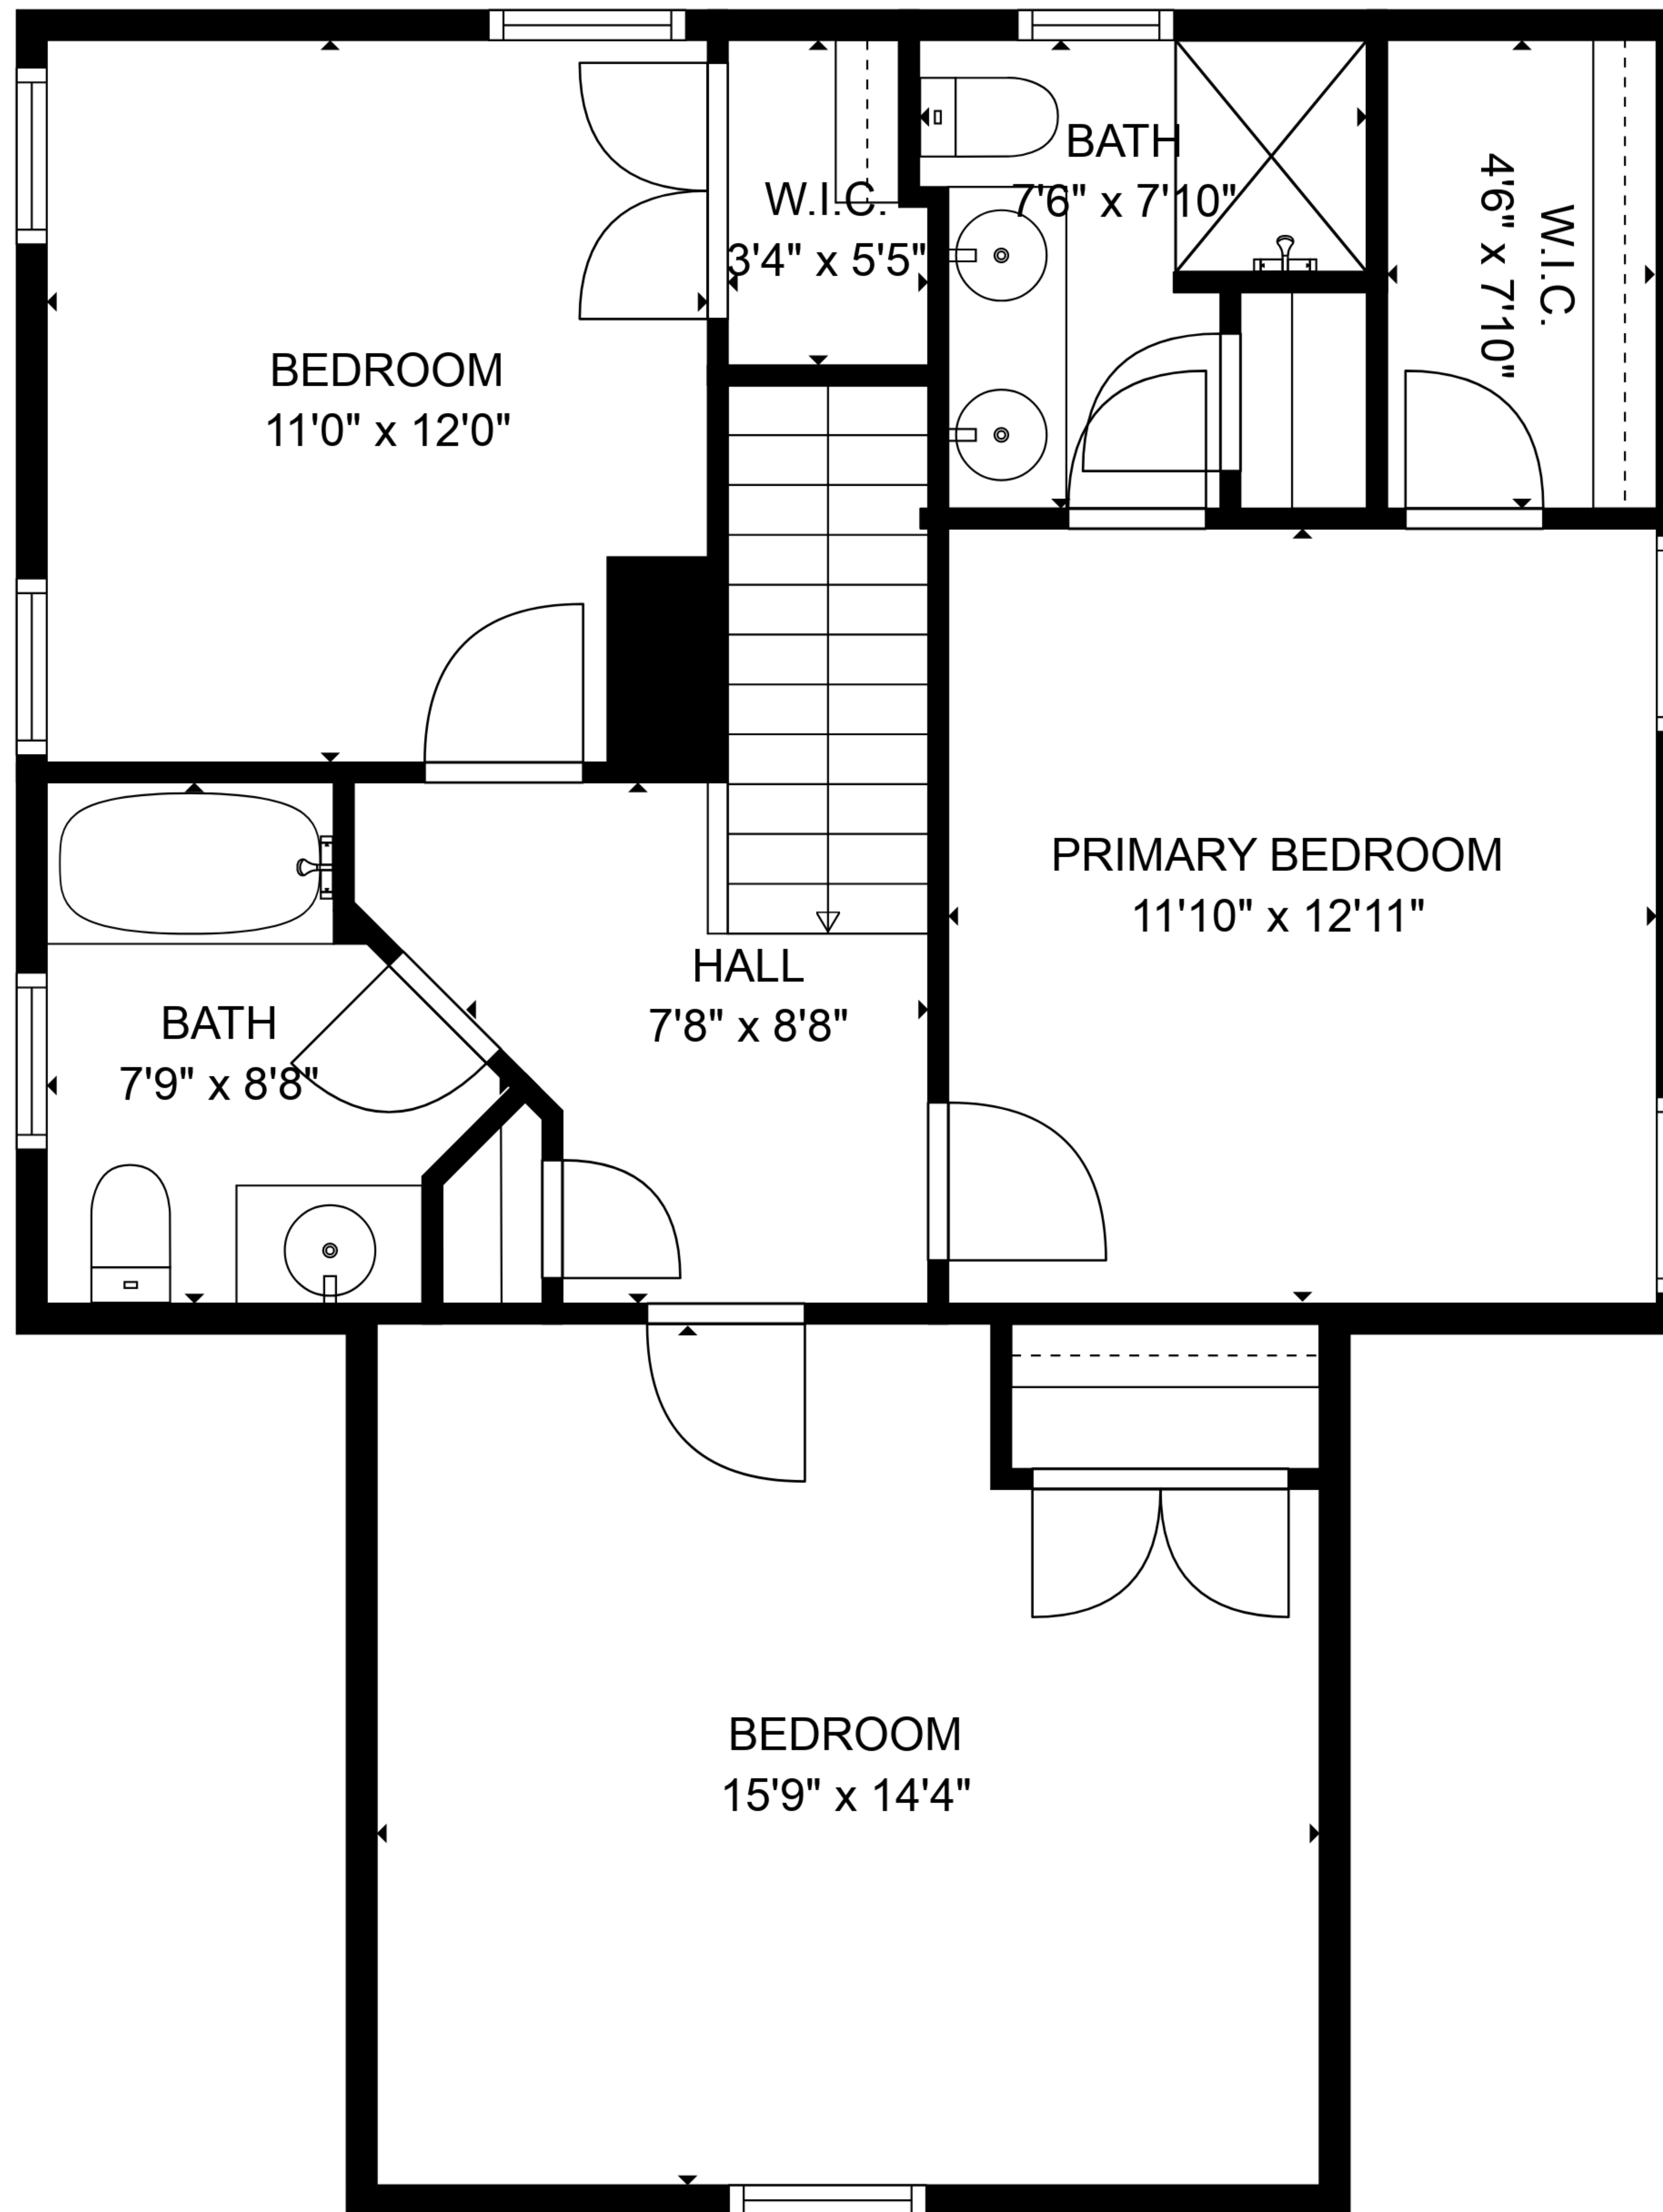 BATH
7'6" x 7'10"
W.I.C.
3'4" x 5'5"
W.I.C.
4'6" x 7'10"
BEDROOM
11'0" x 12'0"
PRIMARY BEDROOM
11'10" x 12'11"
HALL
7'8" x 8'8"
BATH
7'9" x 8'8"
BEDROOM
15'9" x 14'4"